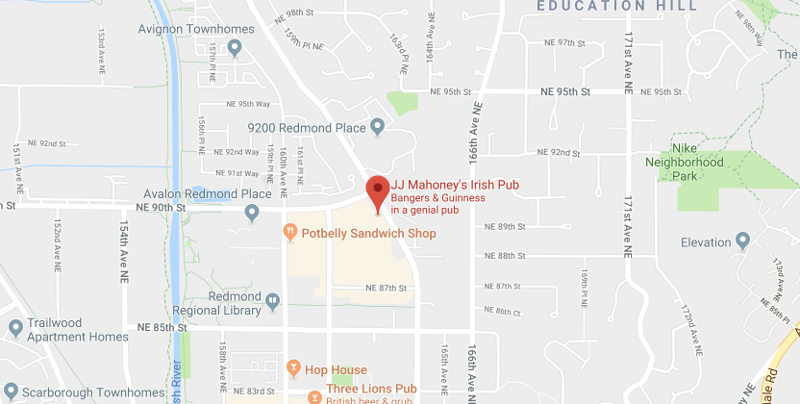 EDUCATION HILL
NE 98th St
159th Pl NE
Avignon Townhomes
153rd Ave NE
157th Pl NE
163rd Pl NE
164th Ave NE
171st Ave NE
NE 97th St
NE 98th Way
The
NE 95th St
NE 95th St
NE 95th Way
166th Ave NE
9200 Redmond Place
156th Pl NE
160th Ave NE
161st Pl NE
151st Ave NE
NE 92nd St
NE 92nd Way
NE 92nd St
NE 91st St
Nike
Neighborhood
Park
JJ Mahoney's Irish Pub
Bangers & Guinness
in a genial pub
Avalon Redmond Place
NE 90th St
NE 90th St
171st Ave NE
152nd Ave NE
154th Ave NE
Potbelly Sandwich Shop
NE 89th St
Elevation
NE 88th St
169th Pl NE
173rd Ave NE
NE 87th St
NE 87th St
Redmond
Regional Library
NE 86th Ct
172nd Ave NE
NE 85th Pl
Trailwood
Apartment Homes
NE 85th St
NE 85th St
158th Ave NE
165th Ave NE
166th Ave NE
Hop House
Scarborough Townhomes
sh River
NE 83rd St
Three Lions Pub
British beer & grub
dale Rd